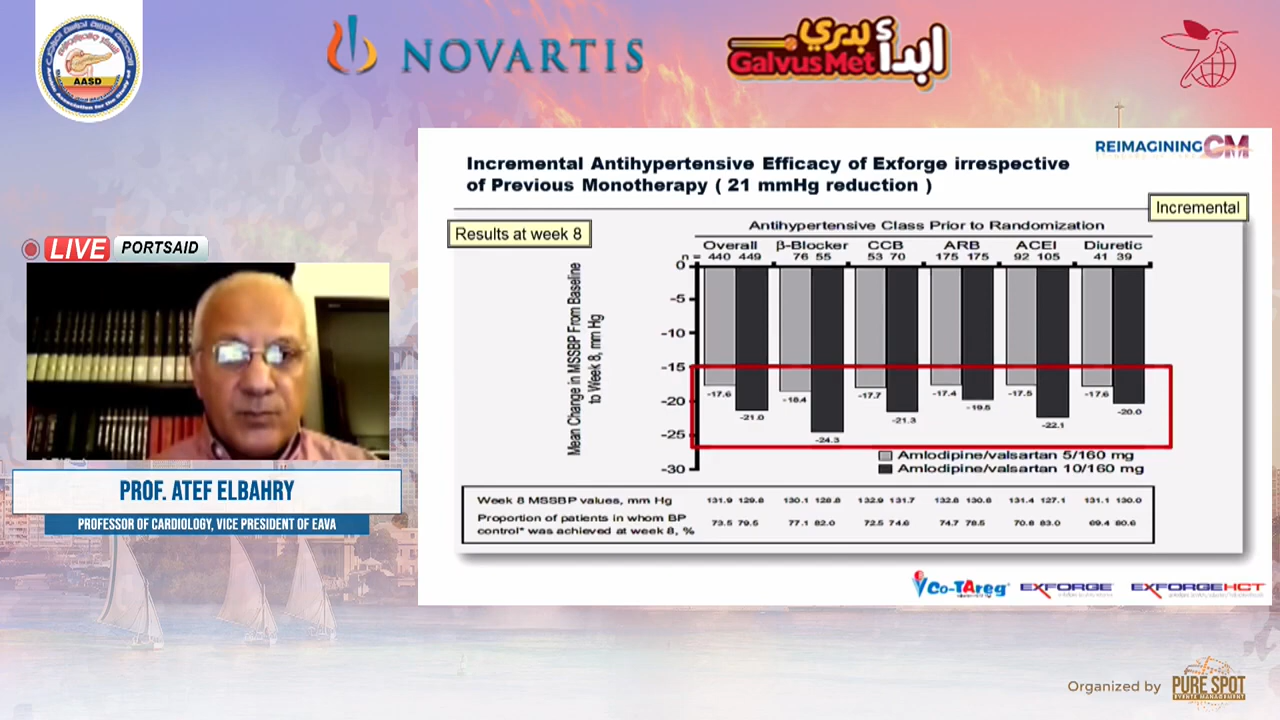 AASD
NOVARTIS
ابدأ بدري
GalvusMet
REIMAGINING CM
Incremental Antihypertensive Efficacy of Exforge irrespective
of Previous Monotherapy ( 21 mmHg reduction )
Incremental
Results at week 8
Antihypertensive Class Prior to Randomization
Overall β-Blocker CCB ARB ACEI Diuretic
n = 440 449 76 55 53 70 175 175 92 105 41 39
Mean Change in MSSBP From Baseline
to Week 8, mm Hg
0
-5
-10
-15
-20
-25
-30
-17.6 -21.0 -18.4 -24.3 -17.7 -21.3 -17.4 -19.5 -17.5 -22.1 -17.6 -20.0
Amlodipine/valsartan 5/160 mg
Amlodipine/valsartan 10/160 mg
Week 8 MSSBP values, mm Hg 131.9 129.8 130.1 128.8 132.9 131.7 132.8 130.8 131.4 127.1 131.1 130.0
Proportion of patients in whom BP
control* was achieved at week 8, % 73.5 79.5 77.1 82.0 72.5 74.6 74.7 78.5 70.8 83.0 69.4 80.6
LIVE PORTSAID
PROF. ATEF ELBAHRY
PROFESSOR OF CARDIOLOGY, VICE PRESIDENT OF EAVA
Co-TAreg EXFORGE EXFORGE HCT
Organized by PURE SPOT
EVENTS MANAGEMENT